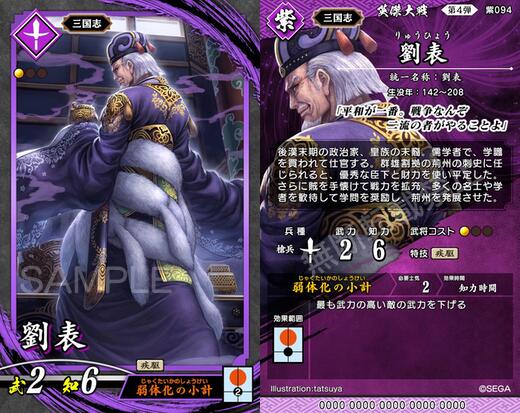 三国志
SAMPLE
劉表
疾駆
武2 知6
じゃくたいかのしょうけい
弱体化の小計
2
紫
三国志
英傑大戦
第4弾
紫094
りゅうひょう
劉表
統一名称:劉表
生没年:142~208
「平和が一番。戦争なんぞ
三流の者がやることよ」
後漢末期の政治家。皇族の末裔。儒学者で、学識
を買われて仕官する。群雄割拠の荊州の刺史に任
じられると、優秀な臣下と財力を使い平定した。
さらに賊を手懐けて戦力を拡充、多くの名士や学
者を歓待して学問を奨励し、荊州を発展させた。
兵種
武力
知力
武将コスト
槍兵
2
6
特技
疾駆
じゃくたいかのしょうけい
弱体化の小計
必要士気
2
効果時間
知力時間
最も武力の高い敵の武力を下げる
効果範囲
Illustration:tatsuya
©SEGA
0000 0000 0000 0000 0000